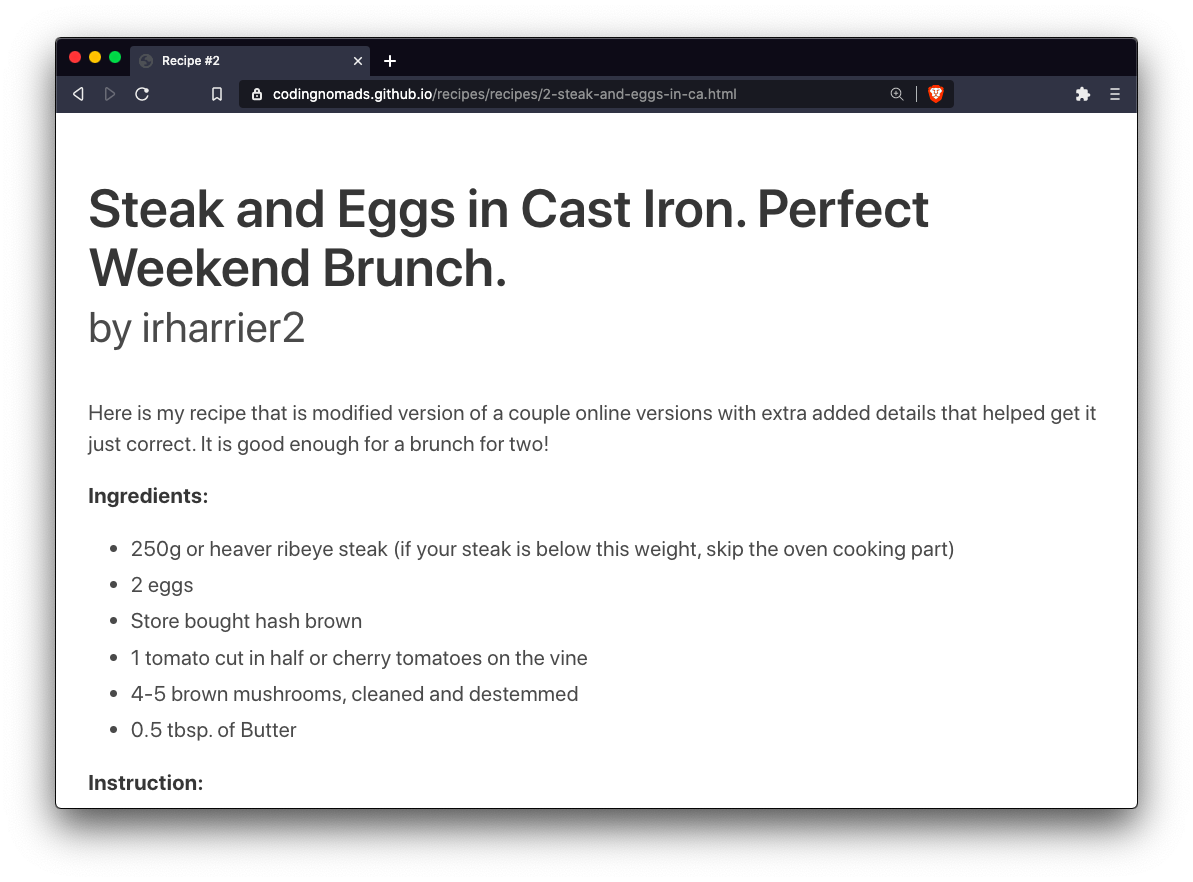 Recipe #2
codingnomads.github.io/recipes/recipes/2-steak-and-eggs-in-ca.html
Steak and Eggs in Cast Iron. Perfect
Weekend Brunch.
by irharrier2
Here is my recipe that is modified version of a couple online versions with extra added details that helped get it
just correct. It is good enough for a brunch for two!
Ingredients:
• 250g or heaver ribeye steak (if your steak is below this weight, skip the oven cooking part)
• 2 eggs
• Store bought hash brown
• 1 tomato cut in half or cherry tomatoes on the vine
• 4-5 brown mushrooms, cleaned and destemmed
• 0.5 tbsp. of Butter
Instruction: